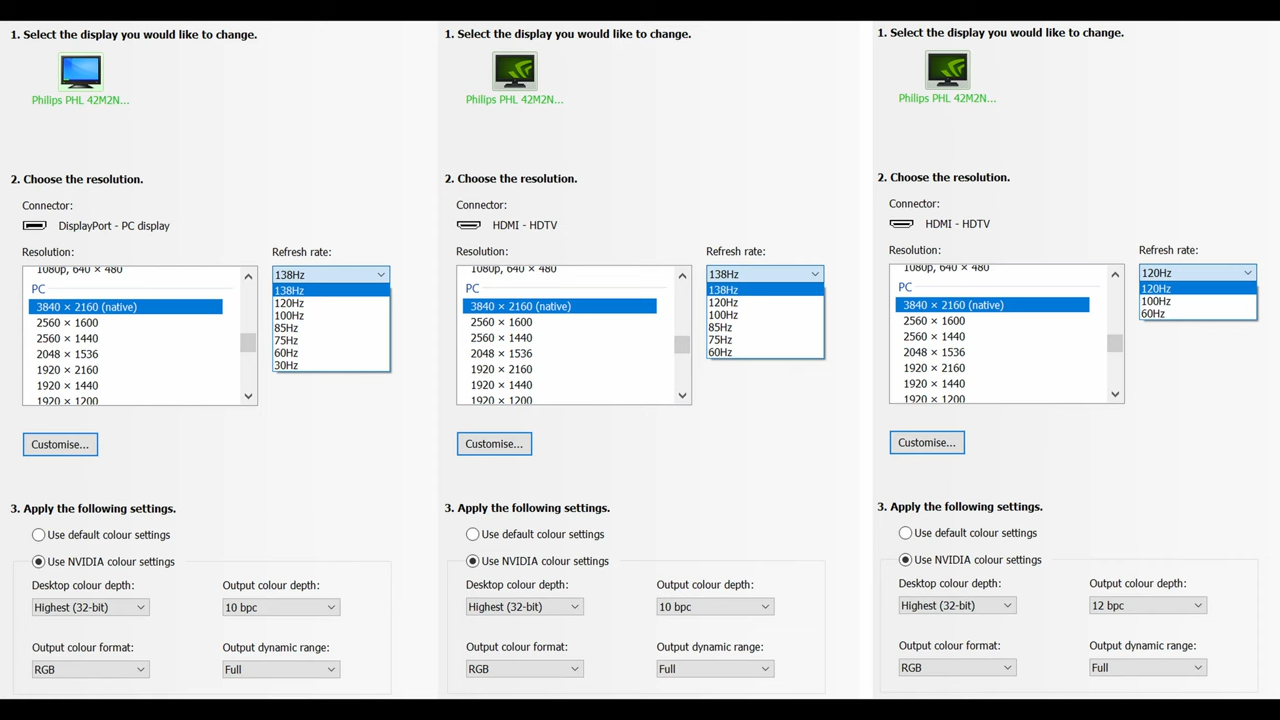 1. Select the display you would like to change.
Philips PHL 42M2N...
2. Choose the resolution.
Connector:
DisplayPort - PC display
Resolution:
Refresh rate:
1080p, 640 × 480
PC
3840 × 2160 (native)
2560 × 1600
2560 × 1440
2048 × 1536
1920 × 2160
1920 × 1440
1920 × 1200
138Hz
138Hz
120Hz
100Hz
85Hz
75Hz
60Hz
30Hz
Customise...
3. Apply the following settings.
Use default colour settings
Use NVIDIA colour settings
Desktop colour depth:
Highest (32-bit)
Output colour depth:
10 bpc
Output colour format:
RGB
Output dynamic range:
Full
1. Select the display you would like to change.
Philips PHL 42M2N...
2. Choose the resolution.
Connector:
HDMI - HDTV
Resolution:
Refresh rate:
1080p, 640 × 480
PC
3840 × 2160 (native)
2560 × 1600
2560 × 1440
2048 × 1536
1920 × 2160
1920 × 1440
1920 × 1200
138Hz
138Hz
120Hz
100Hz
85Hz
75Hz
60Hz
Customise...
3. Apply the following settings.
Use default colour settings
Use NVIDIA colour settings
Desktop colour depth:
Highest (32-bit)
Output colour depth:
10 bpc
Output colour format:
RGB
Output dynamic range:
Full
1. Select the display you would like to change.
Philips PHL 42M2N...
2. Choose the resolution.
Connector:
HDMI - HDTV
Resolution:
Refresh rate:
1080p, 640 × 480
PC
3840 × 2160 (native)
2560 × 1600
2560 × 1440
2048 × 1536
1920 × 2160
1920 × 1440
1920 × 1200
120Hz
120Hz
100Hz
60Hz
Customise...
3. Apply the following settings.
Use default colour settings
Use NVIDIA colour settings
Desktop colour depth:
Highest (32-bit)
Output colour depth:
12 bpc
Output colour format:
RGB
Output dynamic range:
Full